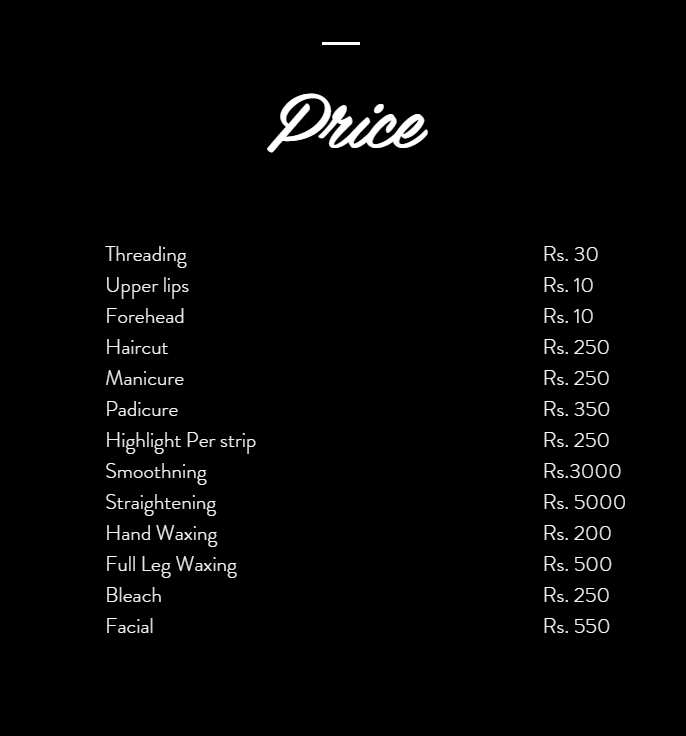 Price
Threading Rs. 30
Upper lips Rs. 10
Forehead Rs. 10
Haircut Rs. 250
Manicure Rs. 250
Padicure Rs. 350
Highlight Per strip Rs. 250
Smoothning Rs.3000
Straightening Rs. 5000
Hand Waxing Rs. 200
Full Leg Waxing Rs. 500
Bleach Rs. 250
Facial Rs. 550